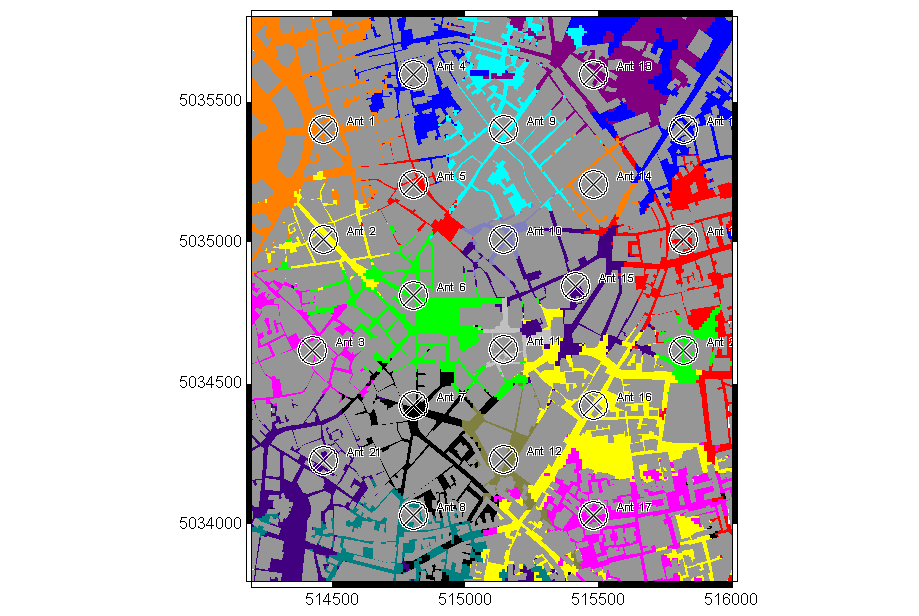 Ant 4
Ant 18
5035500
Ant 1
Ant 9
Ant 5
Ant 14
Ant 2
Ant 10
5035000
Ant 15
Ant 6
Ant 3
Ant 11
5034500
Ant 7
Ant 16
Ant 21
Ant 12
Ant 8
Ant 17
5034000
514500 515000 515500 516000